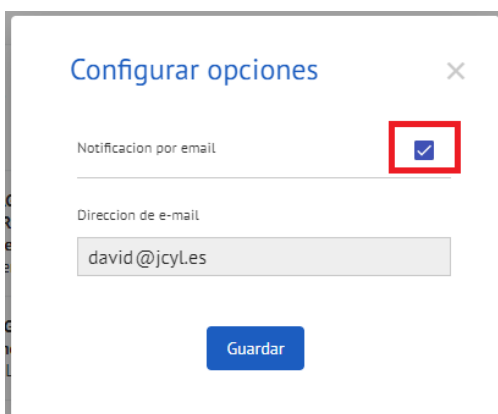 Configurar opciones
Notificacion por email
Direccion de e-mail
david@jcyl.es
Guardar